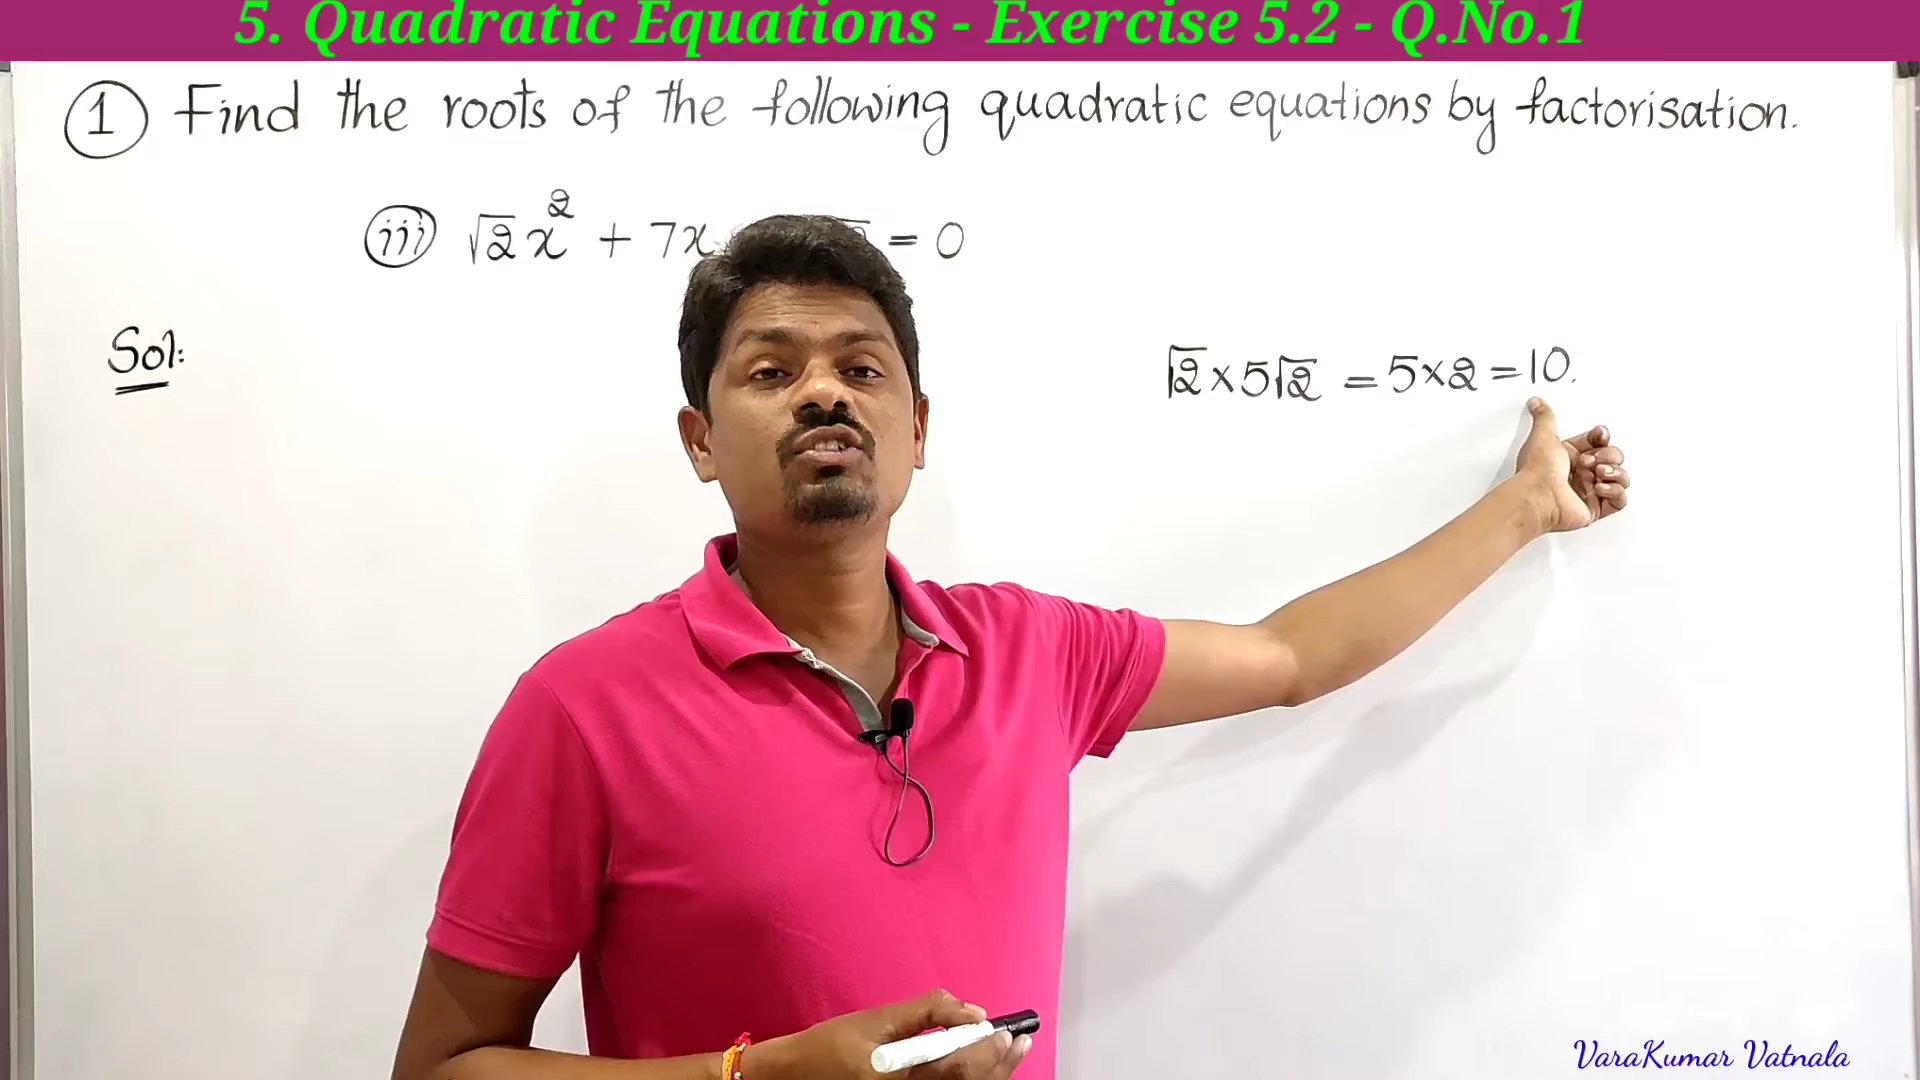 5. Quadratic Equations - Exercise 5.2 - Q.No.1
① Find the roots of the following quadratic equations by factorisation.
(iii) √2x² + 7x = 0
Sol:
√2 × 5√2 = 5×2 = 10.
VaraKumar Vatnala